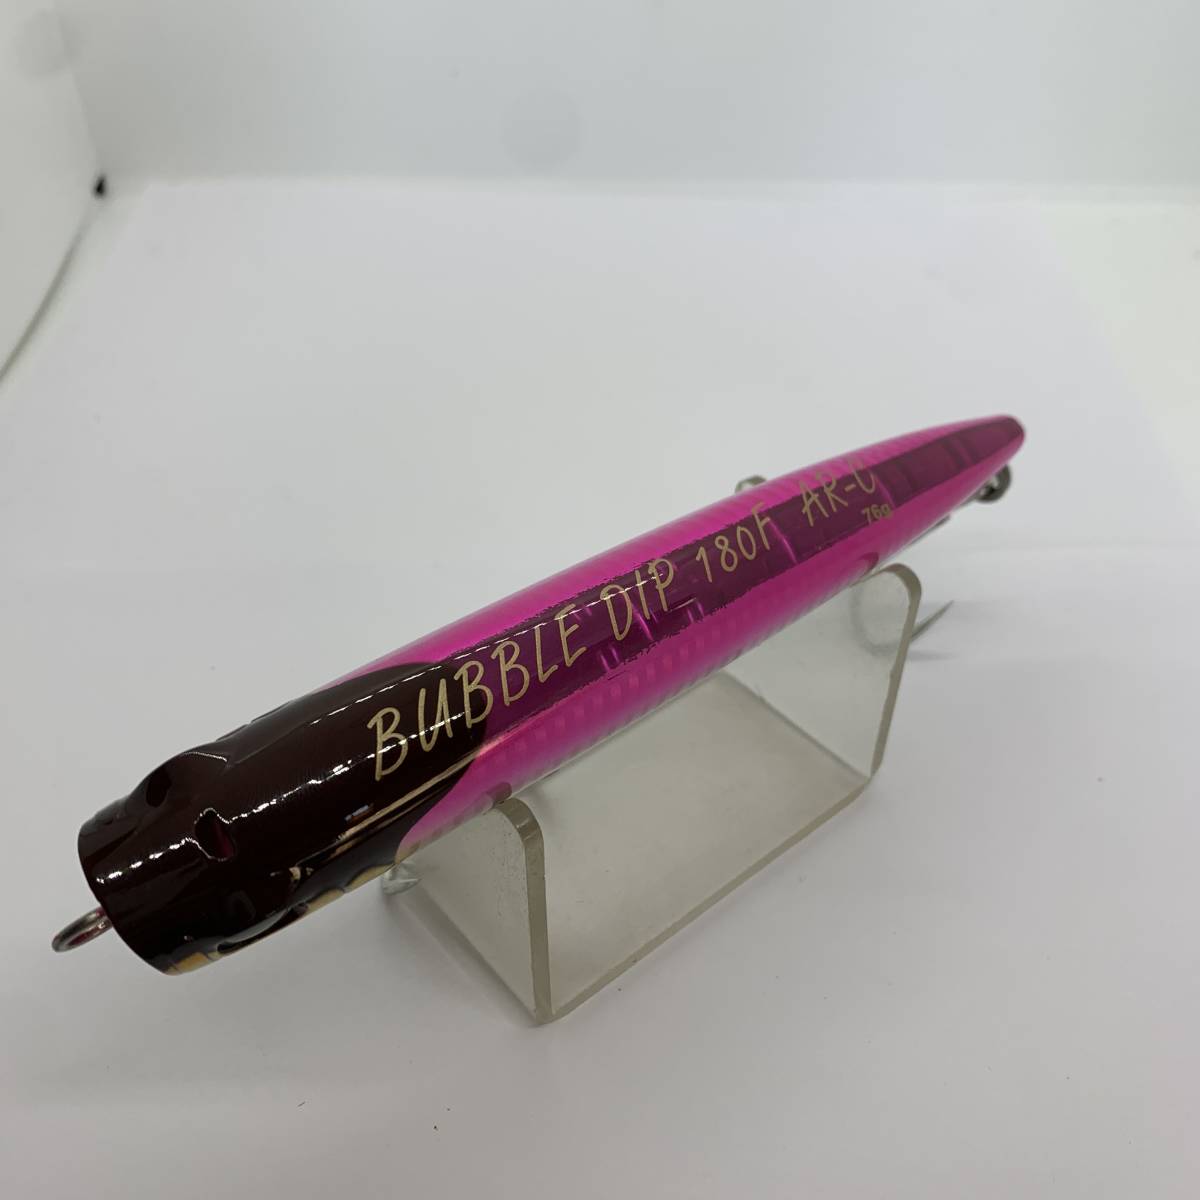 BUBBLE DIP 180F AR-C
76g